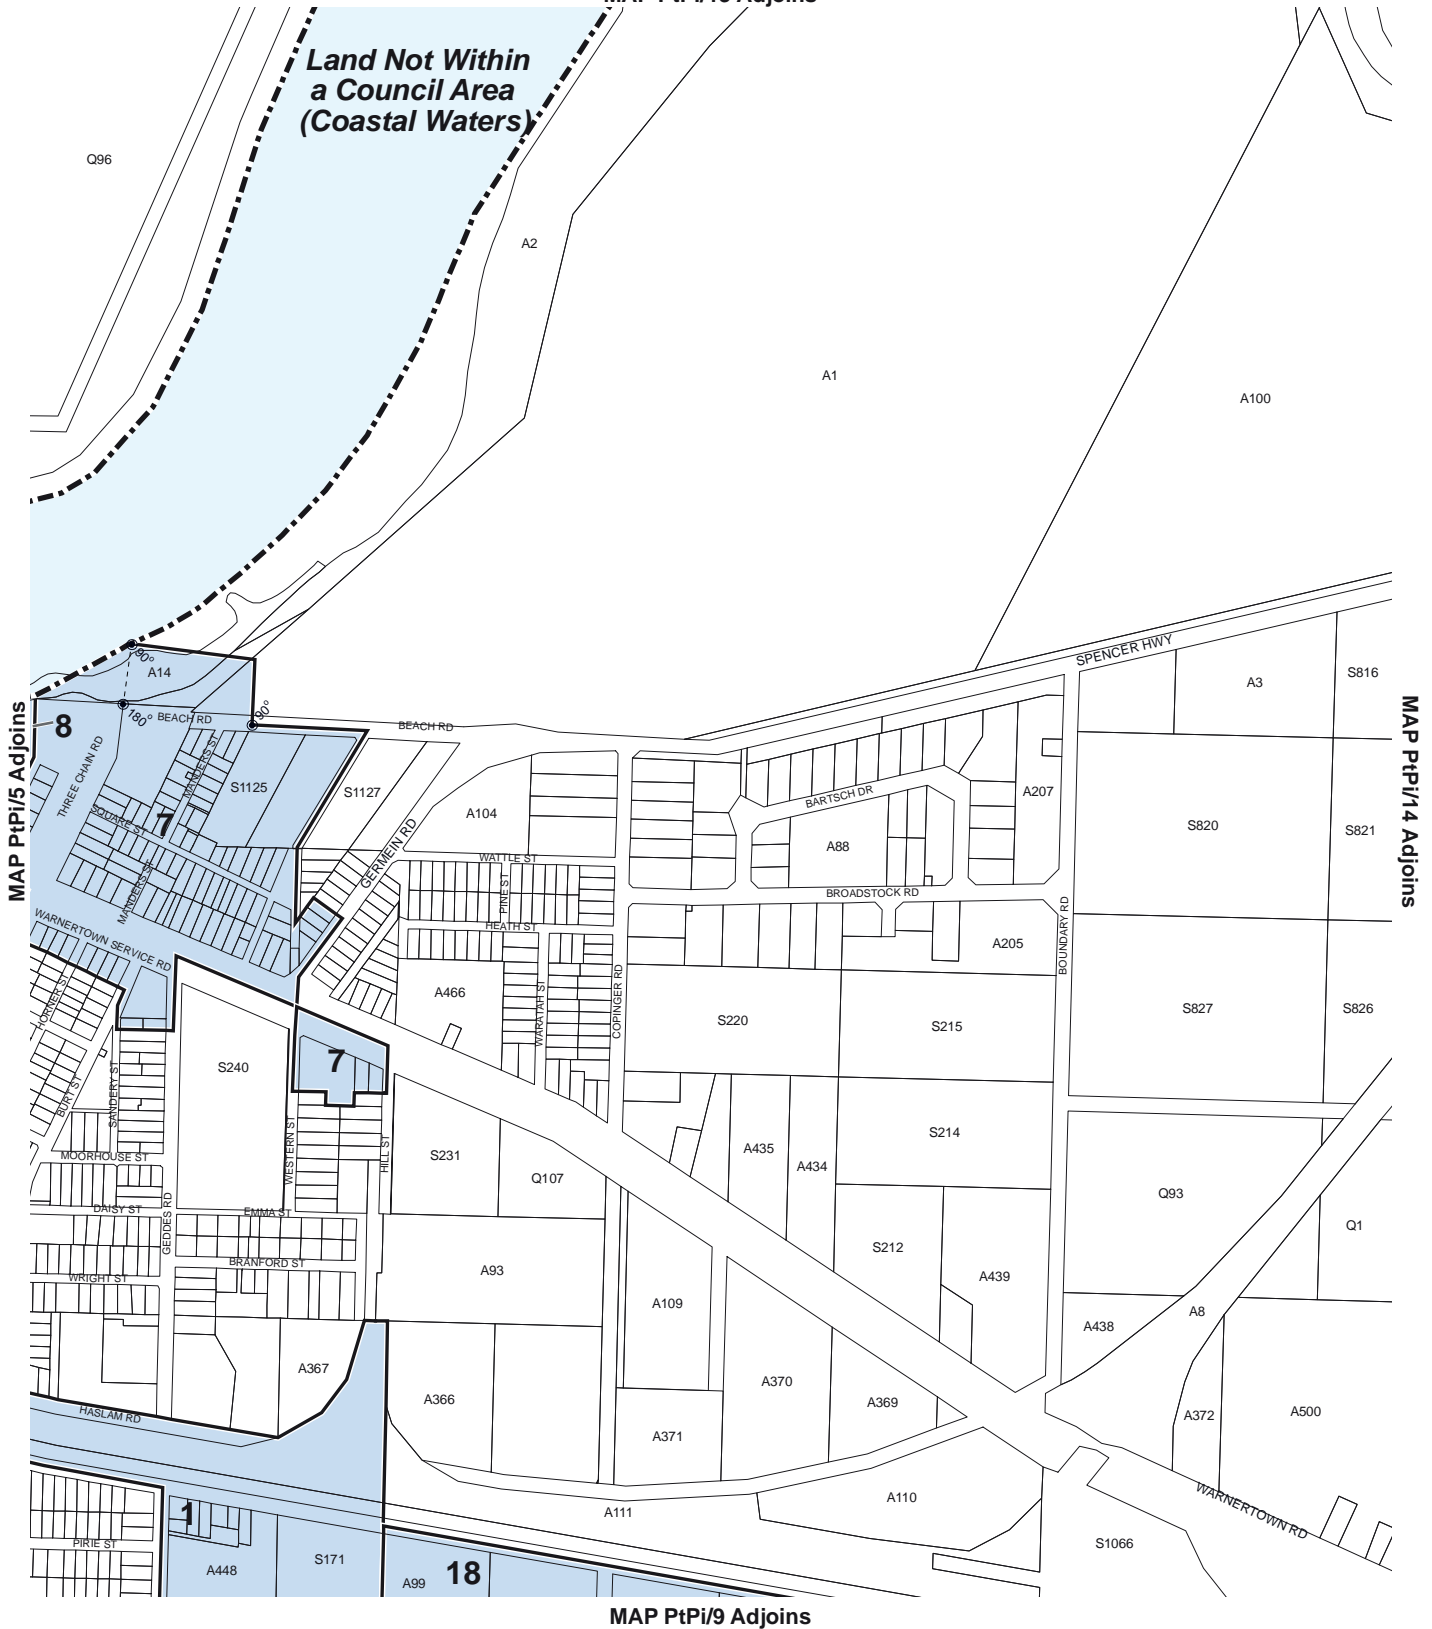 Land Not Within
a Council Area
(Coastal Waters)
Q96
A2
A1
A100
SPENCER HWY
S816
A3
90°
A14
180°
BEACH RD
90°
BEACH RD
8
MAP PtPi/5 Adjoins
MAP PtPi/14 Adjoins
THREE CHAIN RD
MANDERS ST
S1125
S1127
A104
BARTSCH DR
A207
S820
S821
SQUARE ST
7
GERMEIN RD
A88
WATTLE ST
PINE ST
BROADSTOCK RD
MANDERS ST
HEATH ST
WARNERTOWN SERVICE RD
BOUNDARY RD
A205
HORNER ST
A466
WARATAH ST
COPINGER RD
S220
S215
S827
S826
S240
7
BURT ST
SANDERY ST
WESTERN ST
HILL ST
S231
A435
S214
MOORHOUSE ST
A434
Q107
Q93
DAISY ST
GEDDES RD
EMMA ST
Q1
S212
BRANFORD ST
A93
WRIGHT ST
A439
A109
A8
A438
A367
A366
A370
A369
A372
A500
HASLAM RD
A371
A110
A111
WARNERTOWN RD
1
PIRIE ST
S1066
S171
A448
A99
18
MAP PtPi/9 Adjoins